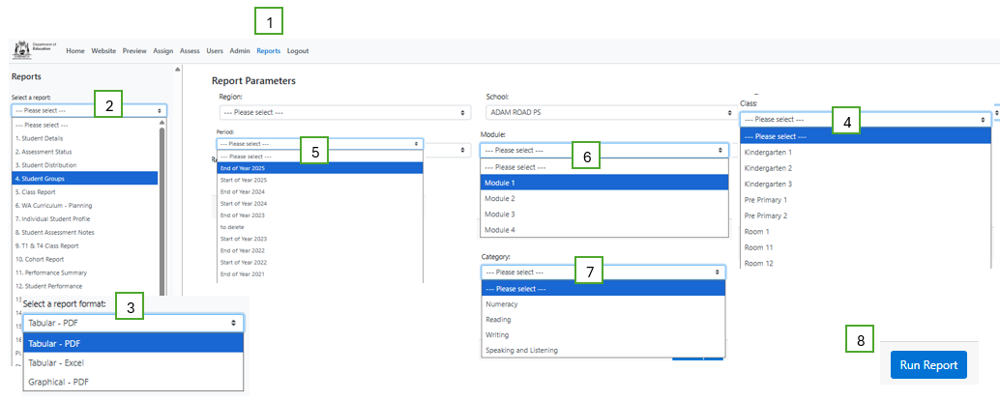 1
Department of
Education
Home Website Preview Assign Assess Users Admin Reports Logout
Reports
Select a report:
2
--- Please select ---
--- Please select ---
1. Student Details
2. Assessment Status
3. Student Distribution
4. Student Groups
5. Class Report
6. WA Curriculum - Planning
7. Individual Student Profile
8. Student Assessment Notes
9. T1 & T4 Class Report
10. Cohort Report
11. Performance Summary
12. Student Performance
13
14
15
16
3
Select a report format:
Tabular - PDF
Tabular - PDF
Tabular - Excel
Graphical - PDF
Report Parameters
Region:
--- Please select ---
School:
ADAM ROAD PS
Class:
4
--- Please select ---
--- Please select ---
Kindergarten 1
Kindergarten 2
Kindergarten 3
Pre Primary 1
Pre Primary 2
Room 1
Room 11
Room 12
Period:
5
--- Please select ---
--- Please select ---
End of Year 2025
Start of Year 2025
End of Year 2024
Start of Year 2024
End of Year 2023
to delete
Start of Year 2023
End of Year 2022
Start of Year 2022
End of Year 2021
Module:
6
--- Please select ---
--- Please select ---
Module 1
Module 2
Module 3
Module 4
Category:
7
--- Please select ---
--- Please select ---
Numeracy
Reading
Writing
Speaking and Listening
8
Run Report